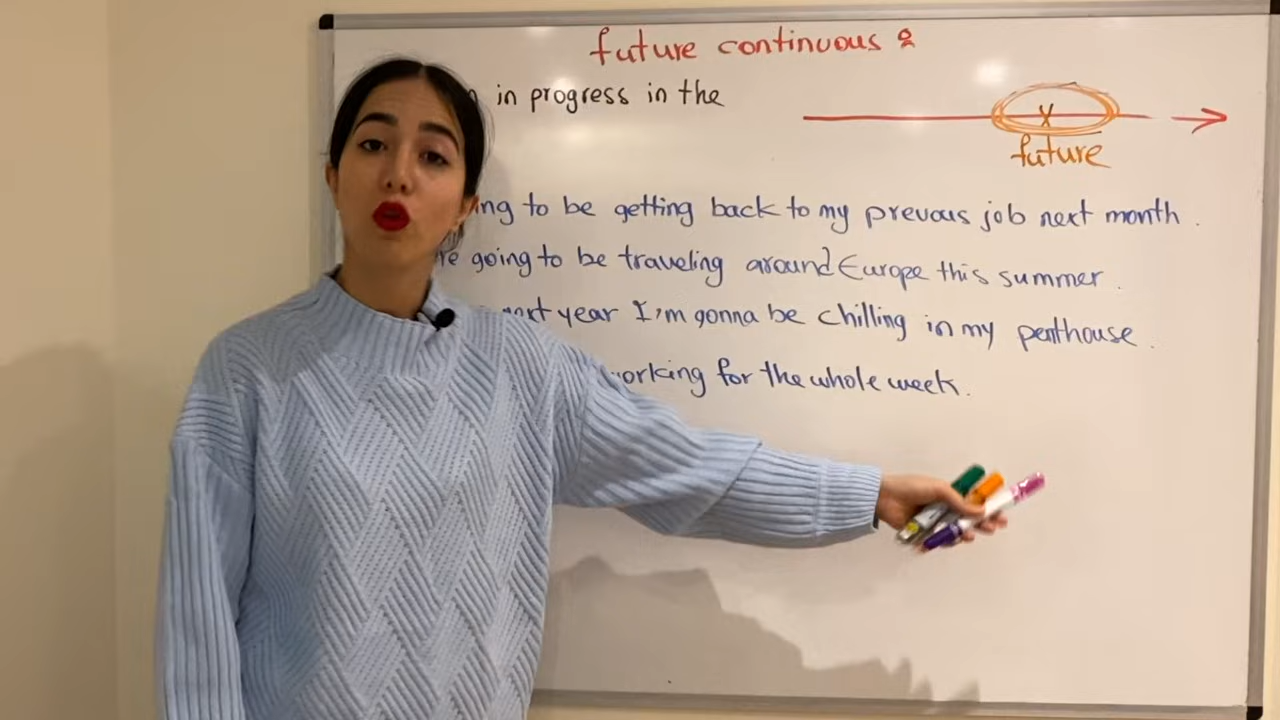 future continuous :
in progress in the
future
ing to be getting back to my prevous job next month .
re going to be traveling around Europe this summer .
next year I'm gonna be chilling in my penthouse .
working for the whole week .